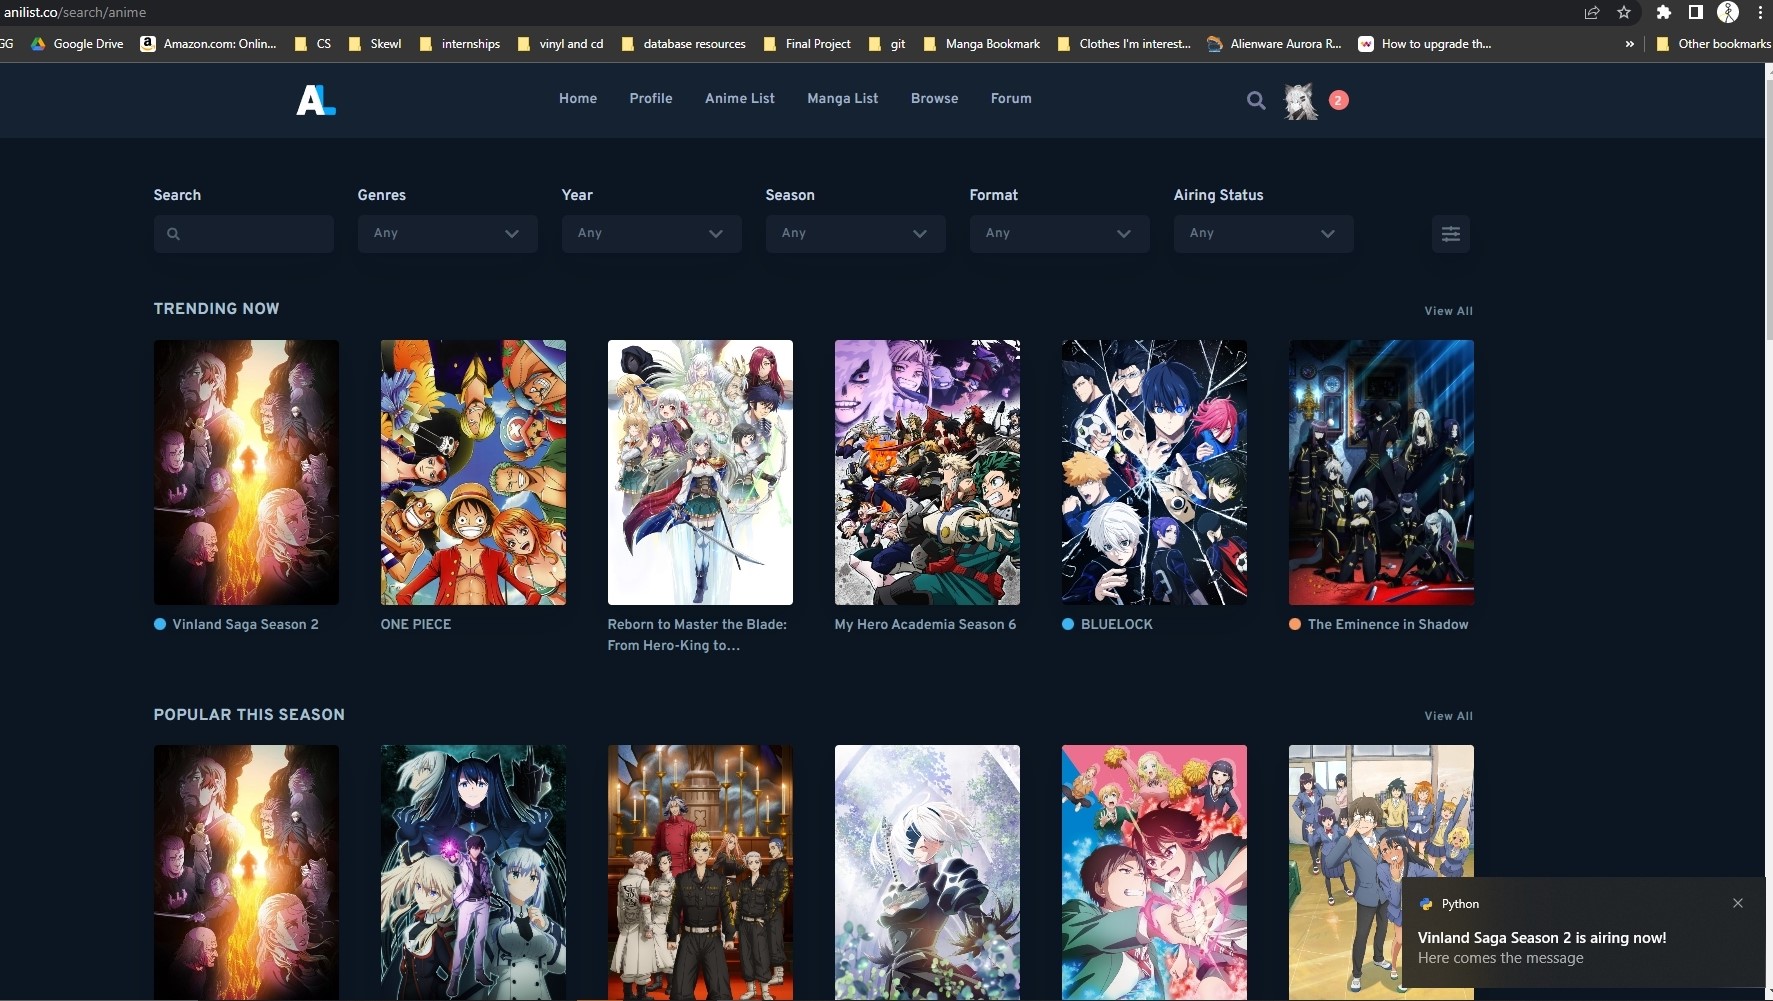 anilist.co/search/anime
GG Google Drive Amazon.com: Onlin... CS Skewl internships vinyl and cd database resources Final Project git Manga Bookmark Clothes I'm interest... Alienware Aurora R... How to upgrade th... » Other bookmarks
AL Home Profile Anime List Manga List Browse Forum 2
Search Genres Year Season Format Airing Status
Any Any Any Any Any
TRENDING NOW View All
Vinland Saga Season 2
ONE PIECE
Reborn to Master the Blade:
From Hero-King to...
My Hero Academia Season 6
BLUELOCK
The Eminence in Shadow
POPULAR THIS SEASON View All
Python
Vinland Saga Season 2 is airing now!
Here comes the message